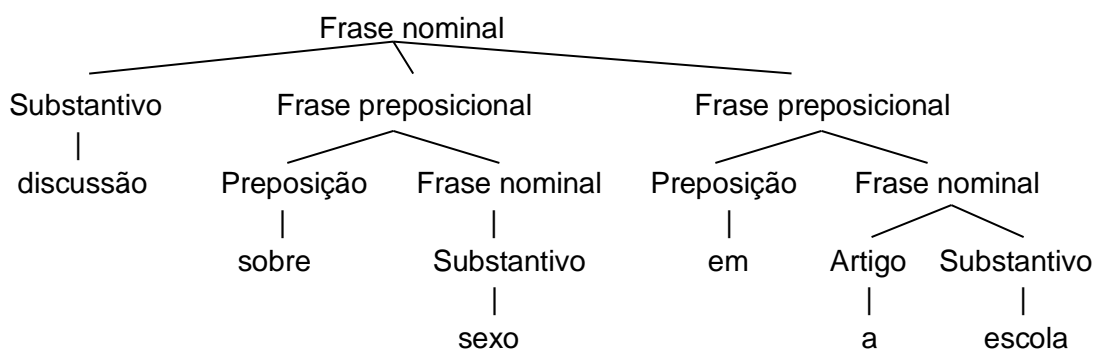 Frase nominal
Substantivo Frase preposicional Frase preposicional
discussão Preposição Frase nominal Preposição Frase nominal
sobre Substantivo em Artigo Substantivo
sexo a escola